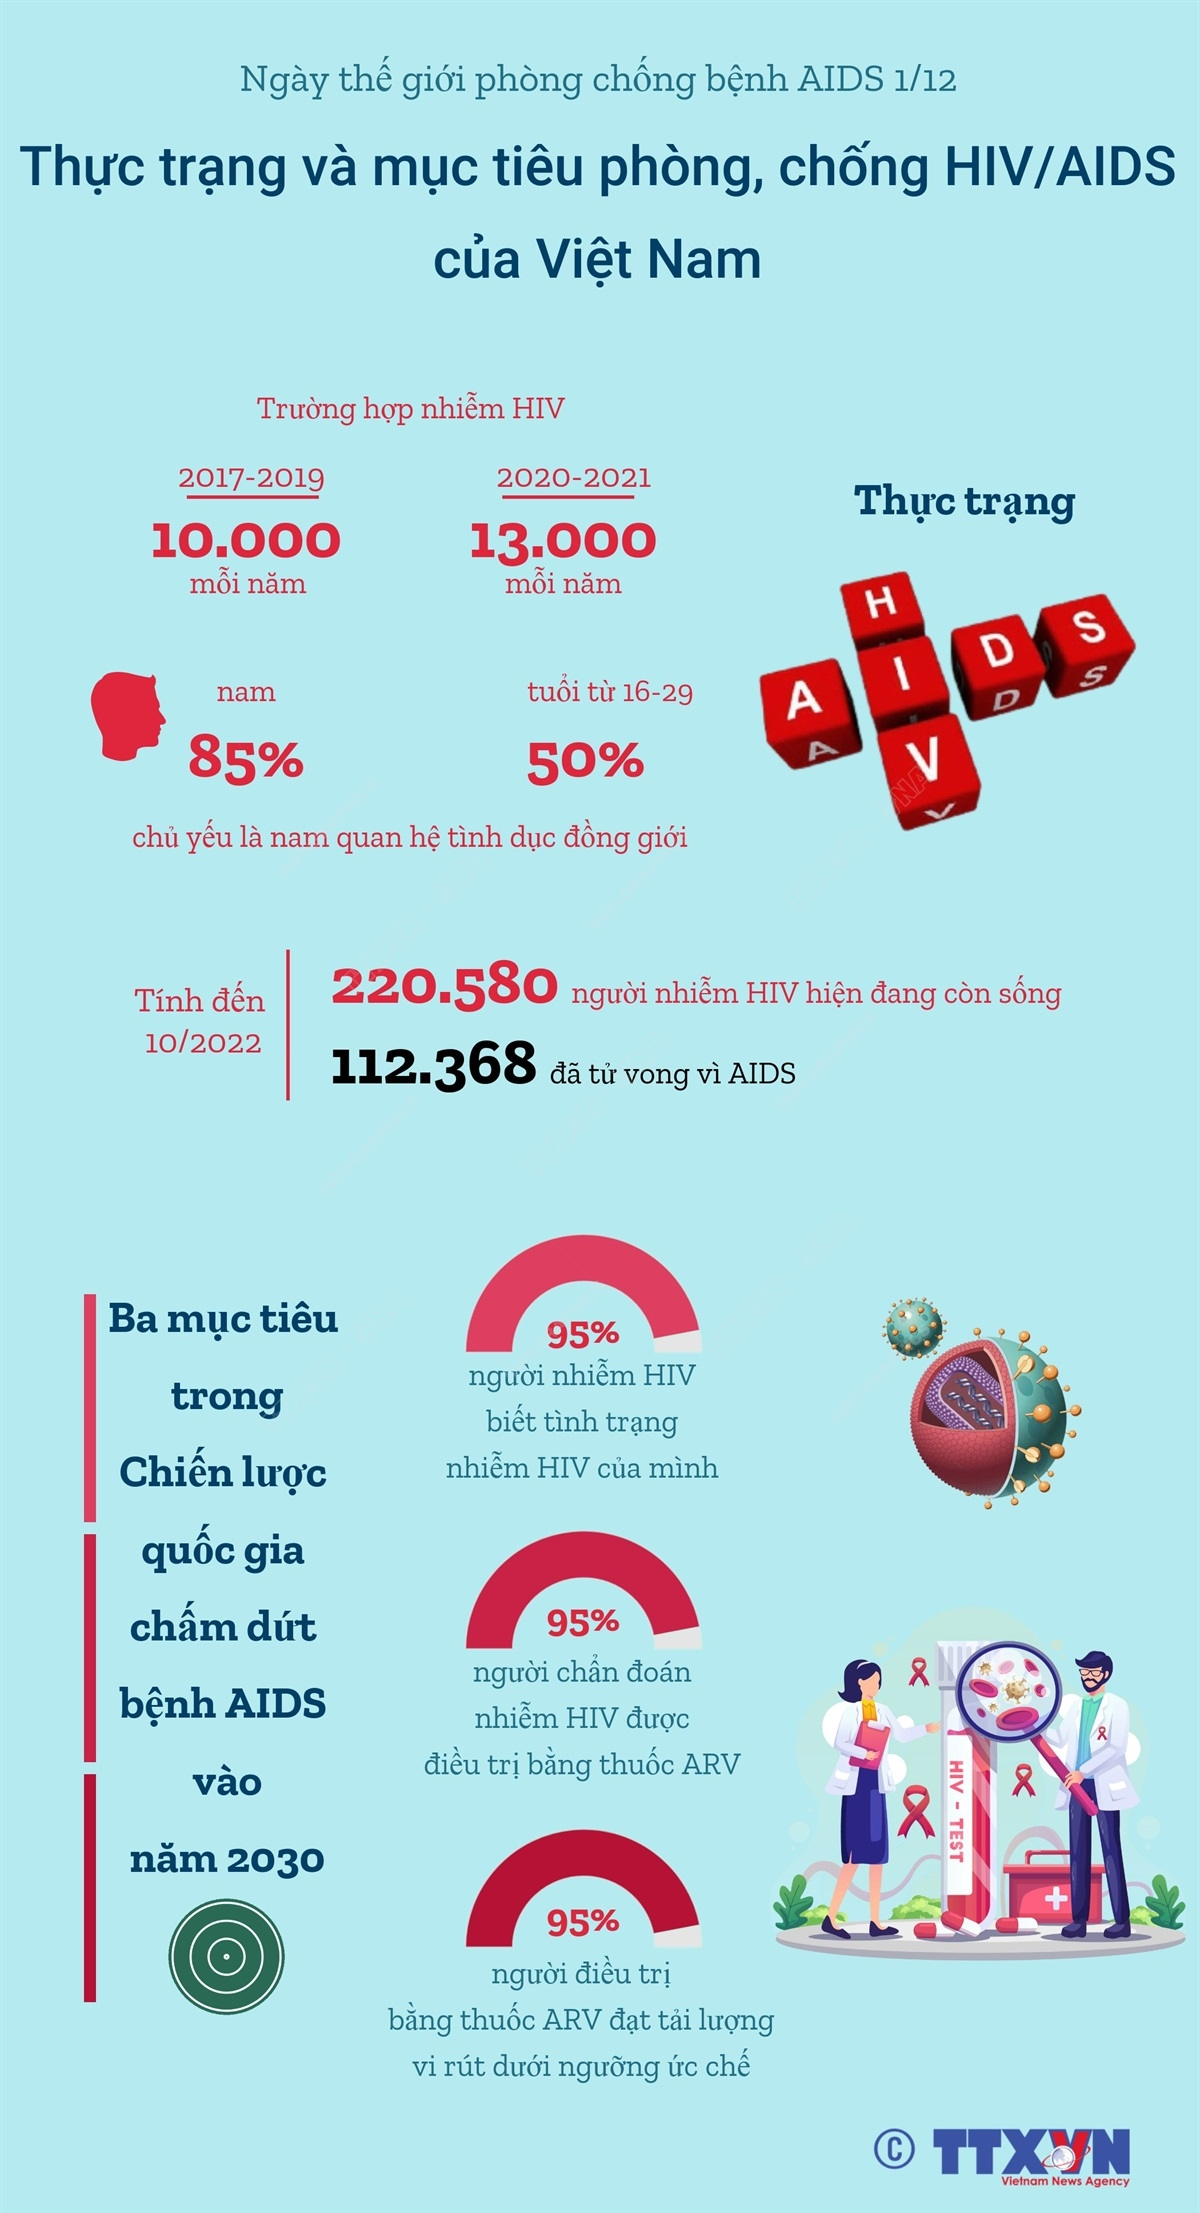 Ngày thế giới phòng chống bệnh AIDS 1/12
Thực trạng và mục tiêu phòng, chống HIV/AIDS
của Việt Nam
Trường hợp nhiễm HIV
2017-2019
10.000
mỗi năm
2020-2021
13.000
mỗi năm
Thực trạng
H
A I D S
A D S
V
V
nam
85%
tuổi từ 16-29
50%
chủ yếu là nam quan hệ tình dục đồng giới
Tính đến
10/2022
220.580 người nhiễm HIV hiện đang còn sống
112.368 đã tử vong vì AIDS
Ba mục tiêu
trong
Chiến lược
quốc gia
chấm dứt
bệnh AIDS
vào
năm 2030
95%
người nhiễm HIV
biết tình trạng
nhiễm HIV của mình
95%
người chẩn đoán
nhiễm HIV được
điều trị bằng thuốc ARV
95%
người điều trị
bằng thuốc ARV đạt tải lượng
vi rút dưới ngưỡng ức chế
HIV - TEST
© TTXVN
Vietnam News Agency